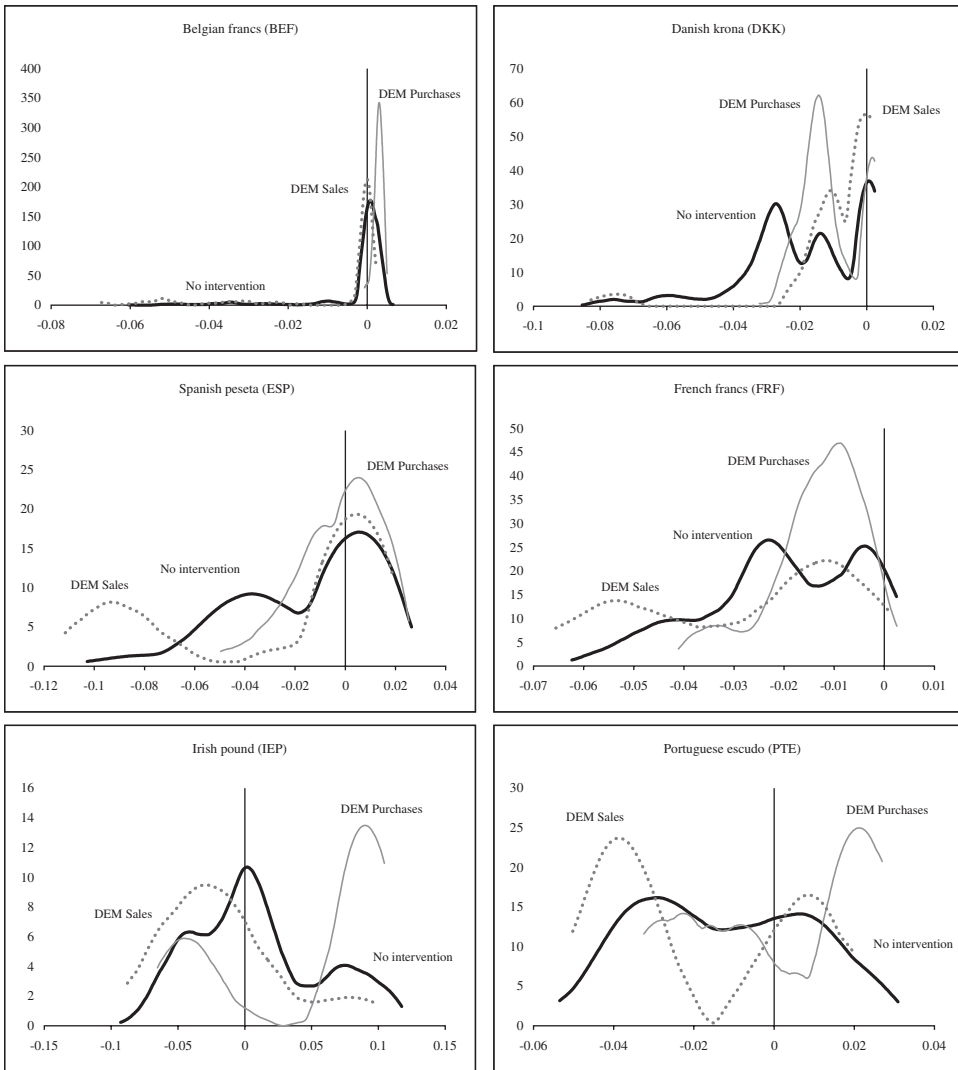 Belgian francs (BEF)
400
350
300
250
200
150
100
50
0
DEM Purchases
DEM Sales
No intervention
-0.08 -0.06 -0.04 -0.02 0 0.02
Danish krona (DKK)
70
60
50
40
30
20
10
0
DEM Purchases
DEM Sales
No intervention
-0.1 -0.08 -0.06 -0.04 -0.02 0 0.02
Spanish peseta (ESP)
30
25
20
15
10
5
0
DEM Purchases
No intervention
DEM Sales
-0.12 -0.1 -0.08 -0.06 -0.04 -0.02 0 0.02 0.04
French francs (FRF)
50
45
40
35
30
25
20
15
10
5
0
DEM Purchases
No intervention
DEM Sales
-0.07 -0.06 -0.05 -0.04 -0.03 -0.02 -0.01 0 0.01
Irish pound (IEP)
16
14
12
10
8
6
4
2
0
DEM Purchases
DEM Sales
No intervention
-0.15 -0.1 -0.05 0 0.05 0.1 0.15
Portuguese escudo (PTE)
30
25
20
15
10
5
0
DEM Sales
DEM Purchases
No intervention
-0.06 -0.04 -0.02 0 0.02 0.04